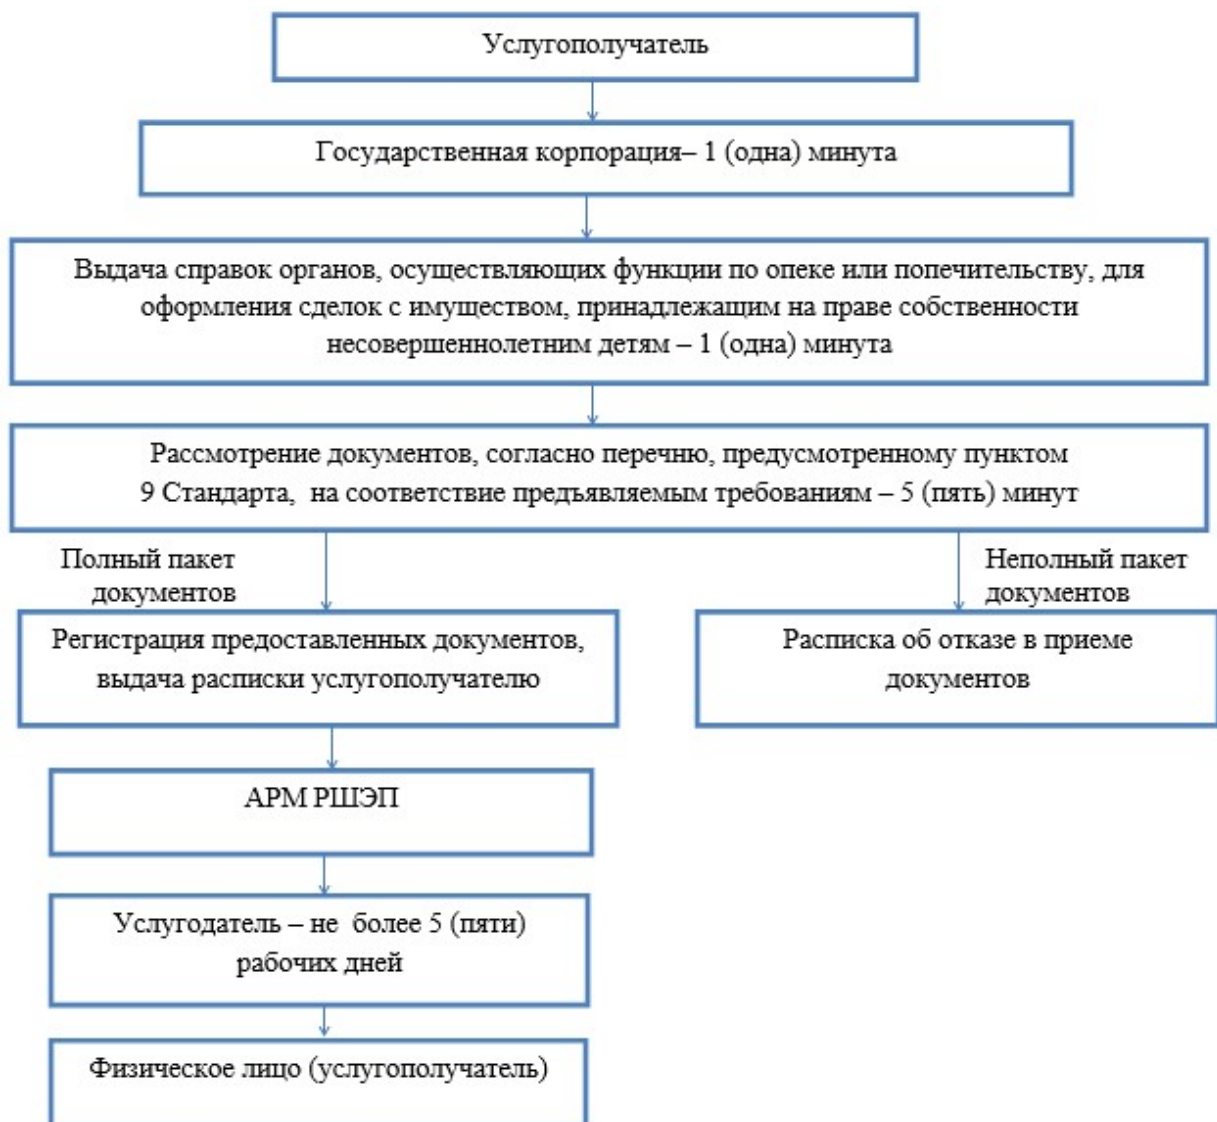 Услугополучатель
Государственная корпорация– 1 (одна) минута
Выдача справок органов, осуществляющих функции по опеке или попечительству, для
оформления сделок с имуществом, принадлежащим на праве собственности
несовершеннолетним детям – 1 (одна) минута
Рассмотрение документов, согласно перечню, предусмотренному пунктом
9 Стандарта, на соответствие предъявляемым требованиям – 5 (пять) минут
Полный пакет
документов
Неполный пакет
документов
Регистрация предоставленных документов,
выдача расписки услугополучателю
Расписка об отказе в приеме
документов
АРМ РШЭП
Услугодатель – не более 5 (пяти)
рабочих дней
Физическое лицо (услугополучатель)